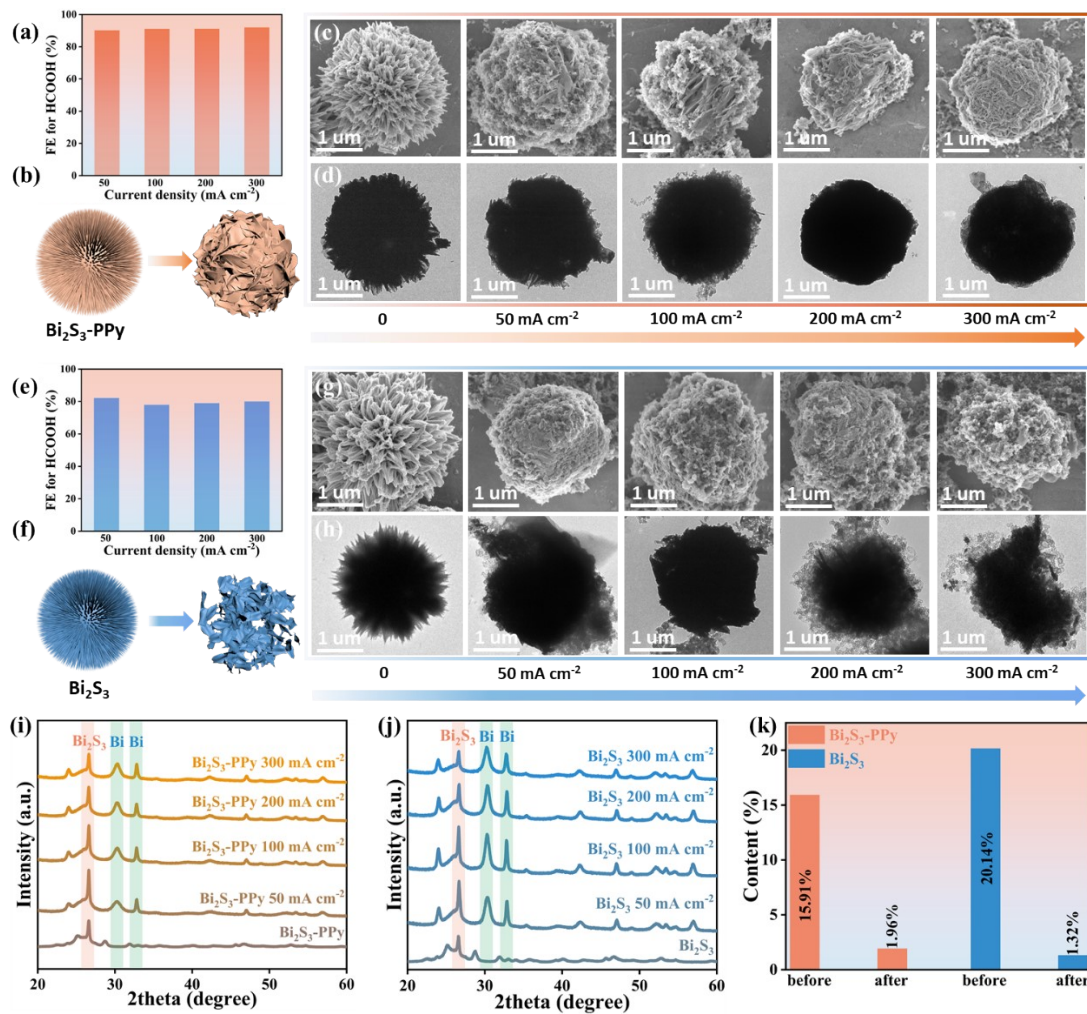 (a)
FE for HCOOH (%)
100
80
60
40
20
0
50 100 200 300
Current density (mA cm⁻²)
(b)
Bi₂S₃-PPy
(c)
1 um 1 um 1 um 1 um 1 um
(d)
1 um 1 um 1 um 1 um 1 um
0 50 mA cm⁻² 100 mA cm⁻² 200 mA cm⁻² 300 mA cm⁻²
(e)
FE for HCOOH (%)
100
80
60
40
20
0
50 100 200 300
Current density (mA cm⁻²)
(f)
Bi₂S₃
(g)
1 um 1 um 1 um 1 um 1 um
(h)
1 um 1 um 1 um 1 um 1 um
0 50 mA cm⁻² 100 mA cm⁻² 200 mA cm⁻² 300 mA cm⁻²
(i)
Bi₂S₃ Bi Bi
Bi₂S₃-PPy 300 mA cm⁻²
Bi₂S₃-PPy 200 mA cm⁻²
Bi₂S₃-PPy 100 mA cm⁻²
Bi₂S₃-PPy 50 mA cm⁻²
Bi₂S₃-PPy
Intensity (a.u.)
20 30 40 50 60
2theta (degree)
(j)
Bi₂S₃ Bi Bi
Bi₂S₃ 300 mA cm⁻²
Bi₂S₃ 200 mA cm⁻²
Bi₂S₃ 100 mA cm⁻²
Bi₂S₃ 50 mA cm⁻²
Bi₂S₃
Intensity (a.u.)
20 30 40 50 60
2theta (degree)
(k)
Bi₂S₃-PPy
Bi₂S₃
Content (%)
20
15
10
5
0
15.91%
1.96%
20.14%
1.32%
before after before after